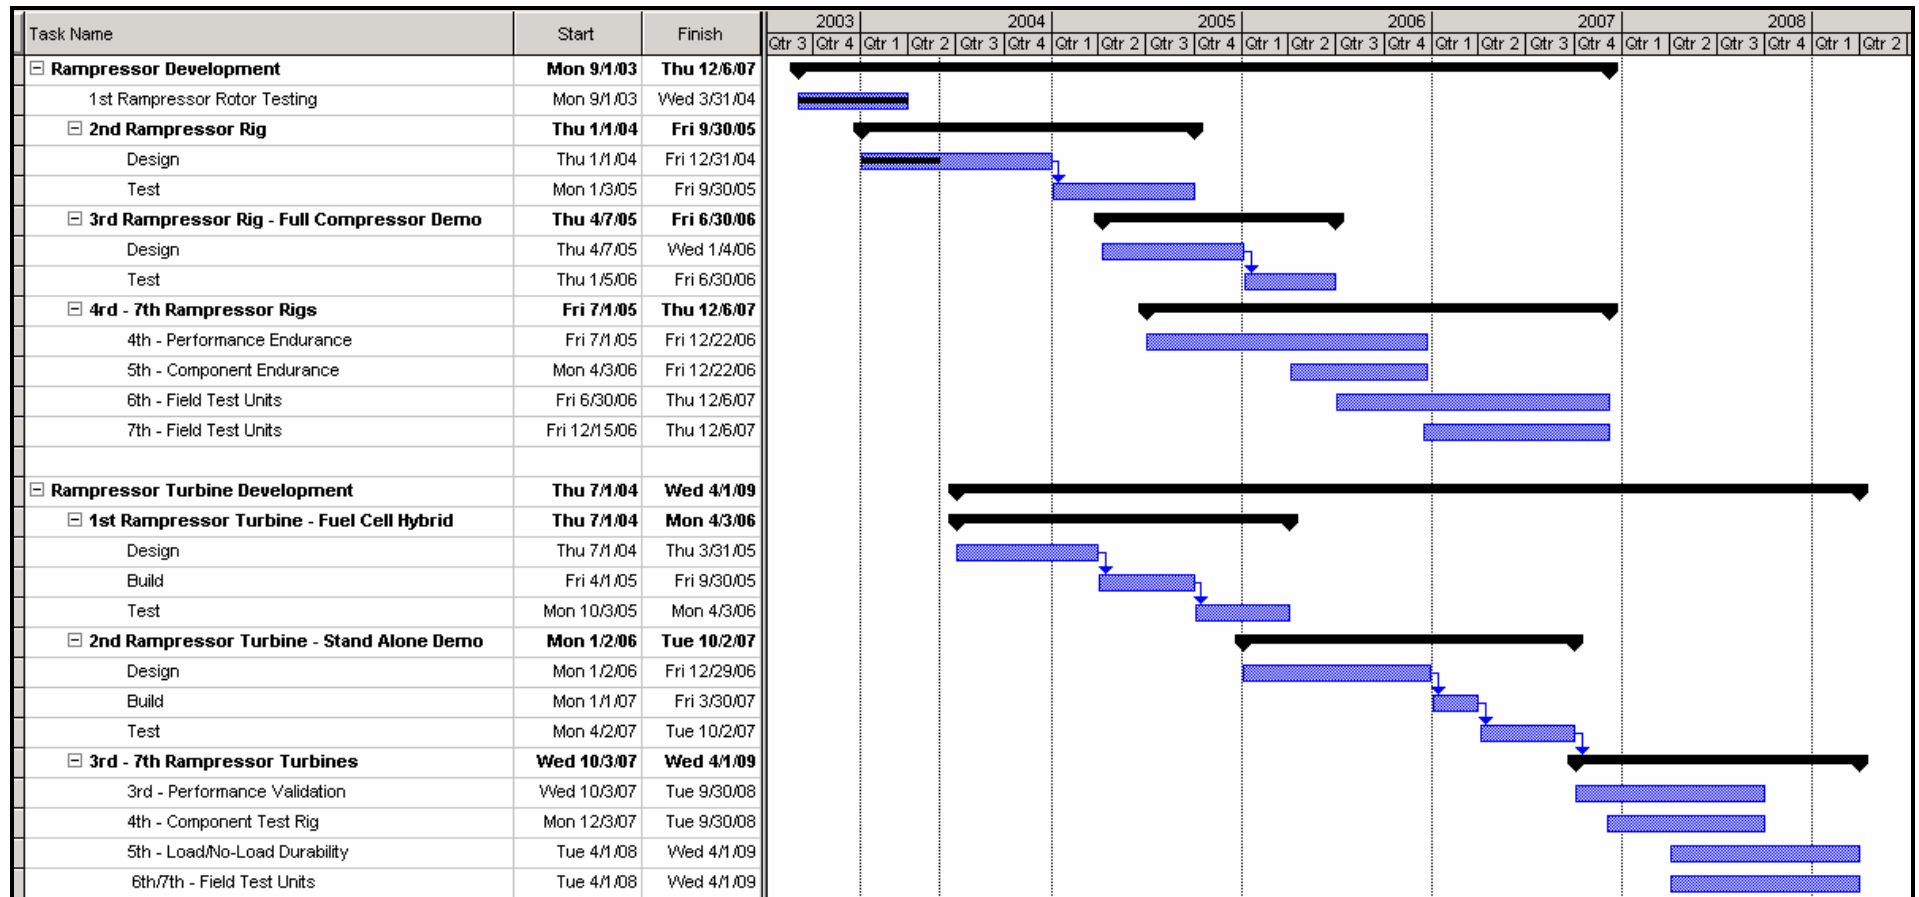 Task Name Start Finish 2003 2004 2005 2006 2007 2008
Qtr 3 Qtr 4 Qtr 1 Qtr 2 Qtr 3 Qtr 4 Qtr 1 Qtr 2 Qtr 3 Qtr 4 Qtr 1 Qtr 2 Qtr 3 Qtr 4 Qtr 1 Qtr 2 Qtr 3 Qtr 4 Qtr 1 Qtr 2 Qtr 3 Qtr 4 Qtr 1 Qtr 2
Rampressor Development Mon 9/1/03 Thu 12/6/07
1st Rampressor Rotor Testing Mon 9/1/03 Wed 3/31/04
2nd Rampressor Rig Thu 1/1/04 Fri 9/30/05
Design Thu 1/1/04 Fri 12/31/04
Test Mon 1/3/05 Fri 9/30/05
3rd Rampressor Rig - Full Compressor Demo Thu 4/7/05 Fri 6/30/06
Design Thu 4/7/05 Wed 1/4/06
Test Thu 1/5/06 Fri 6/30/06
4rd - 7th Rampressor Rigs Fri 7/1/05 Thu 12/6/07
4th - Performance Endurance Fri 7/1/05 Fri 12/22/06
5th - Component Endurance Mon 4/3/06 Fri 12/22/06
6th - Field Test Units Fri 6/30/06 Thu 12/6/07
7th - Field Test Units Fri 12/15/06 Thu 12/6/07
Rampressor Turbine Development Thu 7/1/04 Wed 4/1/09
1st Rampressor Turbine - Fuel Cell Hybrid Thu 7/1/04 Mon 4/3/06
Design Thu 7/1/04 Thu 3/31/05
Build Fri 4/1/05 Fri 9/30/05
Test Mon 10/3/05 Mon 4/3/06
2nd Rampressor Turbine - Stand Alone Demo Mon 1/2/06 Tue 10/2/07
Design Mon 1/2/06 Fri 12/29/06
Build Mon 1/1/07 Fri 3/30/07
Test Mon 4/2/07 Tue 10/2/07
3rd - 7th Rampressor Turbines Wed 10/3/07 Wed 4/1/09
3rd - Performance Validation Wed 10/3/07 Tue 9/30/08
4th - Component Test Rig Mon 12/3/07 Tue 9/30/08
5th - Load/No-Load Durability Tue 4/1/08 Wed 4/1/09
6th/7th - Field Test Units Tue 4/1/08 Wed 4/1/09